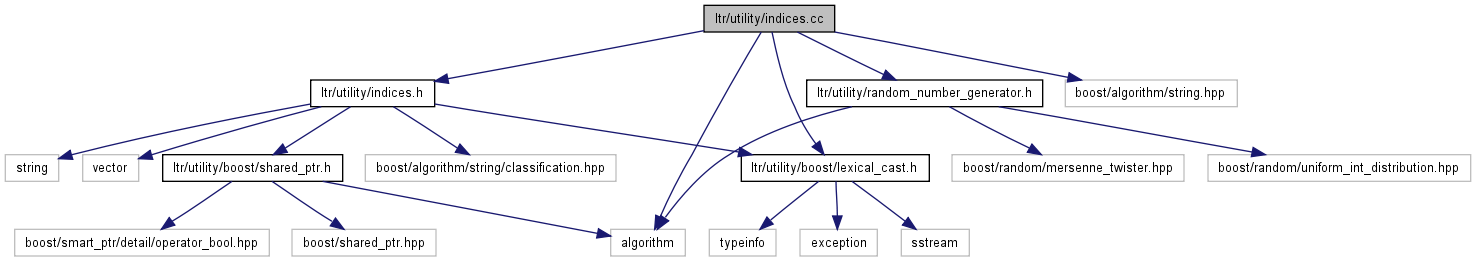 ltr/utility/indices.cc
ltr/utility/indices.h
ltr/utility/random_number_generator.h
boost/algorithm/string.hpp
string
vector
ltr/utility/boost/shared_ptr.h
boost/algorithm/string/classification.hpp
ltr/utility/boost/lexical_cast.h
boost/random/mersenne_twister.hpp
boost/random/uniform_int_distribution.hpp
boost/smart_ptr/detail/operator_bool.hpp
boost/shared_ptr.hpp
algorithm
typeinfo
exception
sstream